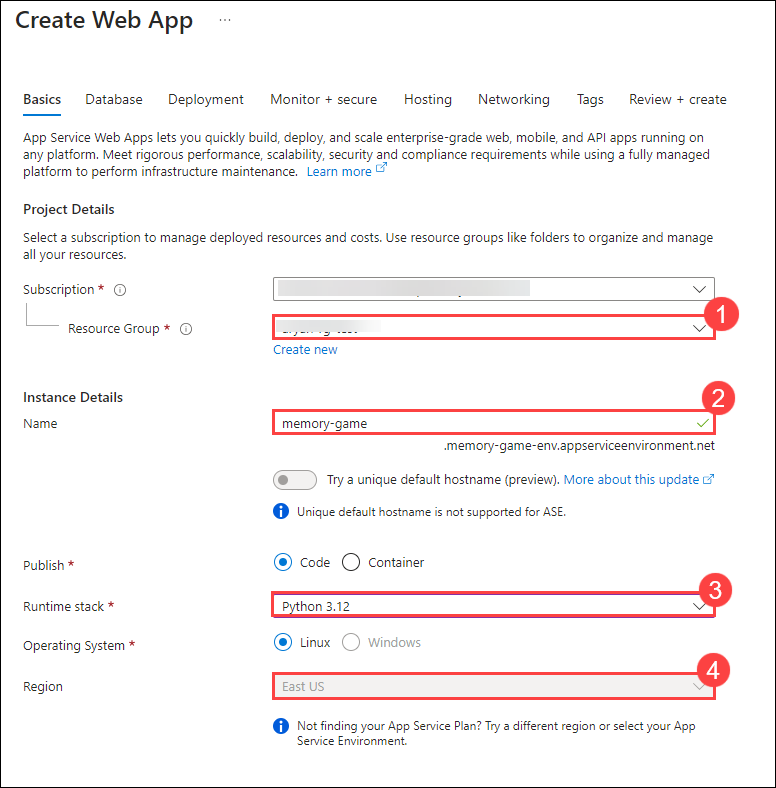 Create Web App ...
Basics Database Deployment Monitor + secure Hosting Networking Tags Review + create
App Service Web Apps lets you quickly build, deploy, and scale enterprise-grade web, mobile, and API apps running on
any platform. Meet rigorous performance, scalability, security and compliance requirements while using a fully managed
platform to perform infrastructure maintenance. Learn more
Project Details
Select a subscription to manage deployed resources and costs. Use resource groups like folders to organize and manage
all your resources.
Subscription *
1
Resource Group *
Create new
Instance Details
2
Name memory-game
.memory-game-env.appserviceenvironment.net
Try a unique default hostname (preview). More about this update
Unique default hostname is not supported for ASE.
Publish * Code Container
3
Runtime stack * Python 3.12
Operating System * Linux Windows
4
Region East US
Not finding your App Service Plan? Try a different region or select your App
Service Environment.